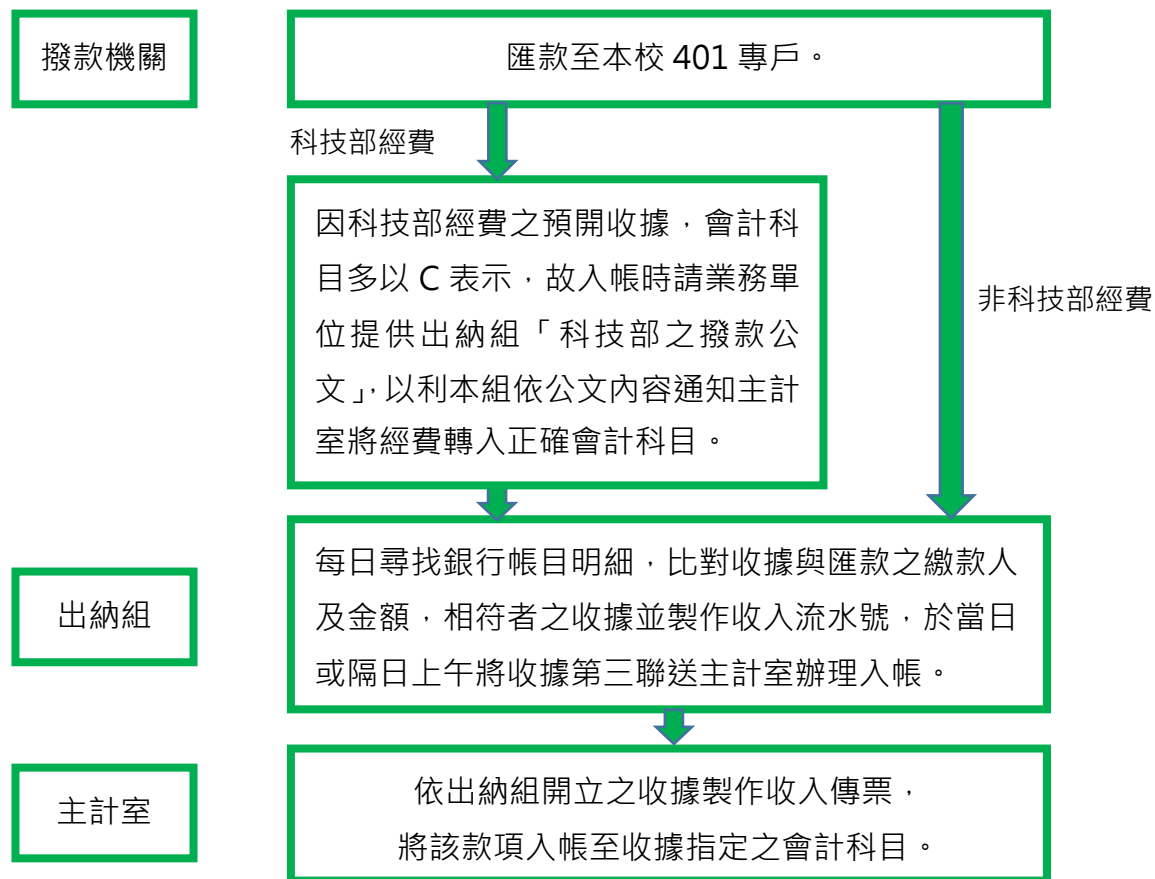 撥款機關
匯款至本校 401 專戶。
科技部經費
因科技部經費之預開收據，會計科
目多以 C 表示，故入帳時請業務單
位提供出納組「科技部之撥款公
文」，以利本組依公文內容通知主計
室將經費轉入正確會計科目。
非科技部經費
出納組
每日尋找銀行帳目明細，比對收據與匯款之繳款人
及金額，相符者之收據並製作收入流水號，於當日
或隔日上午將收據第三聯送主計室辦理入帳。
主計室
依出納組開立之收據製作收入傳票，
將該款項入帳至收據指定之會計科目。